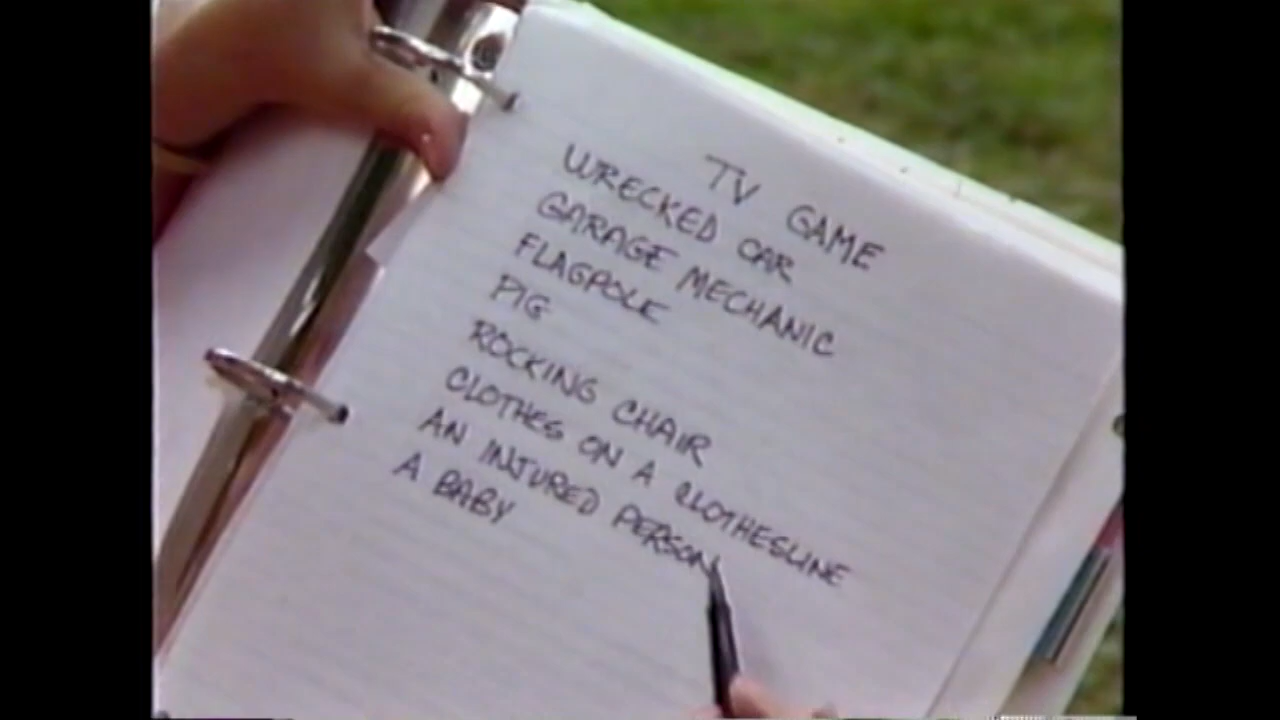 TV GAME
WRECKED CAR
GARAGE MECHANIC
FLAGPOLE
PIG
ROCKING CHAIR
CLOTHES ON A CLOTHESLINE
AN INJURED PERSON
A BABY